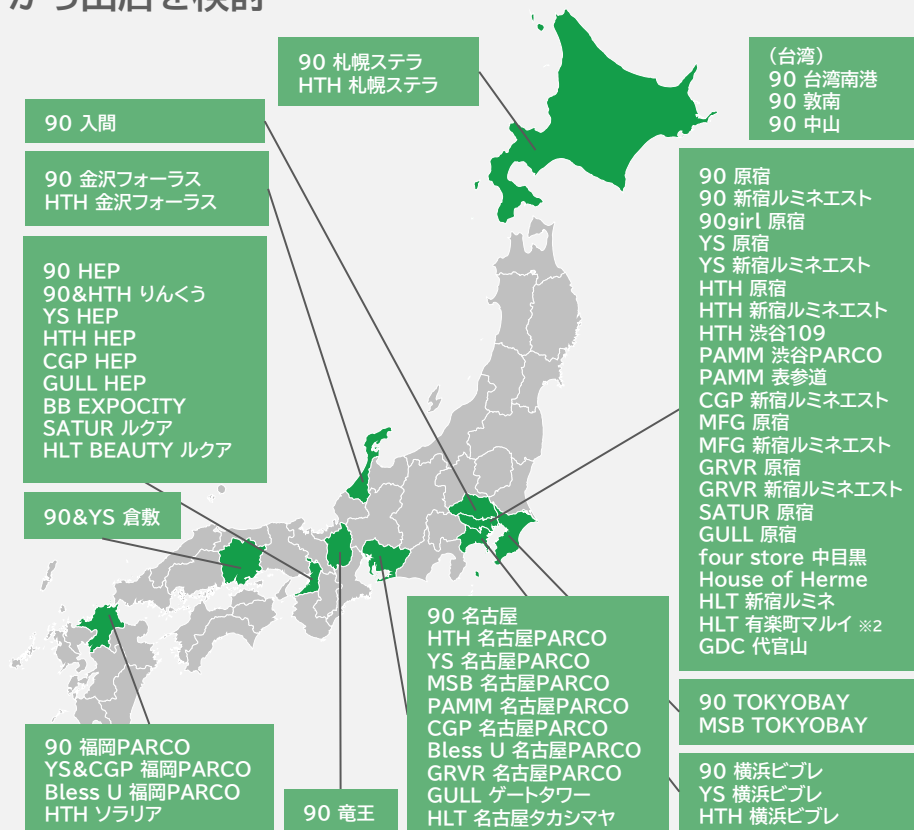 から出店を検討
90 札幌ステラ
HTH 札幌ステラ
(台湾)
90 台湾南港
90 敦南
90 中山
90 入間
90 金沢フォーラス
HTH 金沢フォーラス
90 HEP
90&HTH りんくう
YS HEP
HTH HEP
CGP HEP
GULL HEP
BB EXPOCITY
SATUR ルクア
HLT BEAUTY ルクア
90&YS 倉敷
90 原宿
90 新宿ルミネエスト
90girl 原宿
YS 原宿
YS 新宿ルミネエスト
HTH 原宿
HTH 新宿ルミネエスト
HTH 渋谷109
PAMM 渋谷PARCO
PAMM 表参道
CGP 新宿ルミネエスト
MFG 原宿
MFG 新宿ルミネエスト
GRVR 原宿
GRVR 新宿ルミネエスト
SATUR 原宿
GULL 原宿
four store 中目黒
House of Herme
HLT 新宿ルミネ
HLT 有楽町マルイ ※2
GDC 代官山
90 福岡PARCO
YS&CGP 福岡PARCO
Bless U 福岡PARCO
HTH ソラリア
90 竜王
90 名古屋
HTH 名古屋PARCO
YS 名古屋PARCO
MSB 名古屋PARCO
PAMM 名古屋PARCO
CGP 名古屋PARCO
Bless U 名古屋PARCO
GRVR 名古屋PARCO
GULL ゲートタワー
HLT 名古屋タカシマヤ
90 TOKYOBAY
MSB TOKYOBAY
90 横浜ビブレ
YS 横浜ビブレ
HTH 横浜ビブレ